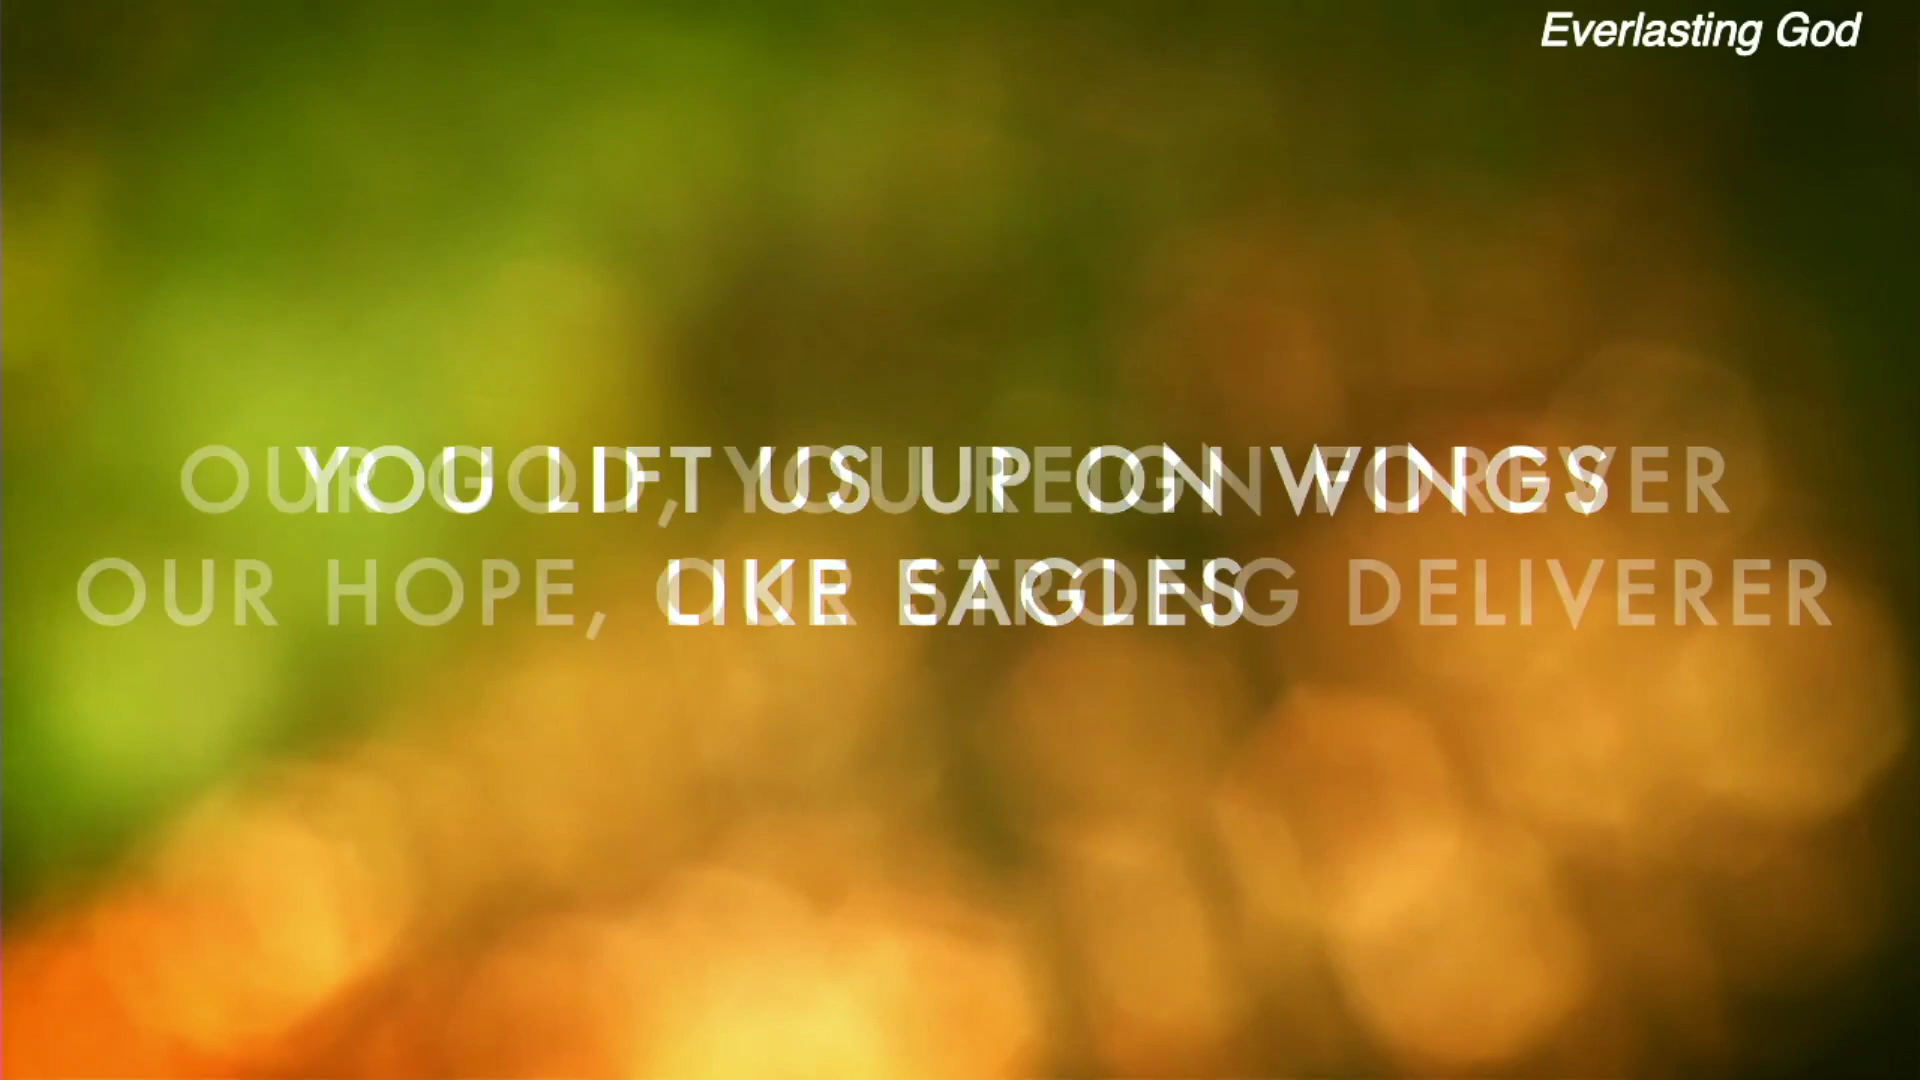 Everlasting God
YOU LIFT US UP ON WINGS
LIKE EAGLES
OUR GOD, YOU REIGN FOREVER
OUR HOPE, OUR STRONG DELIVERER